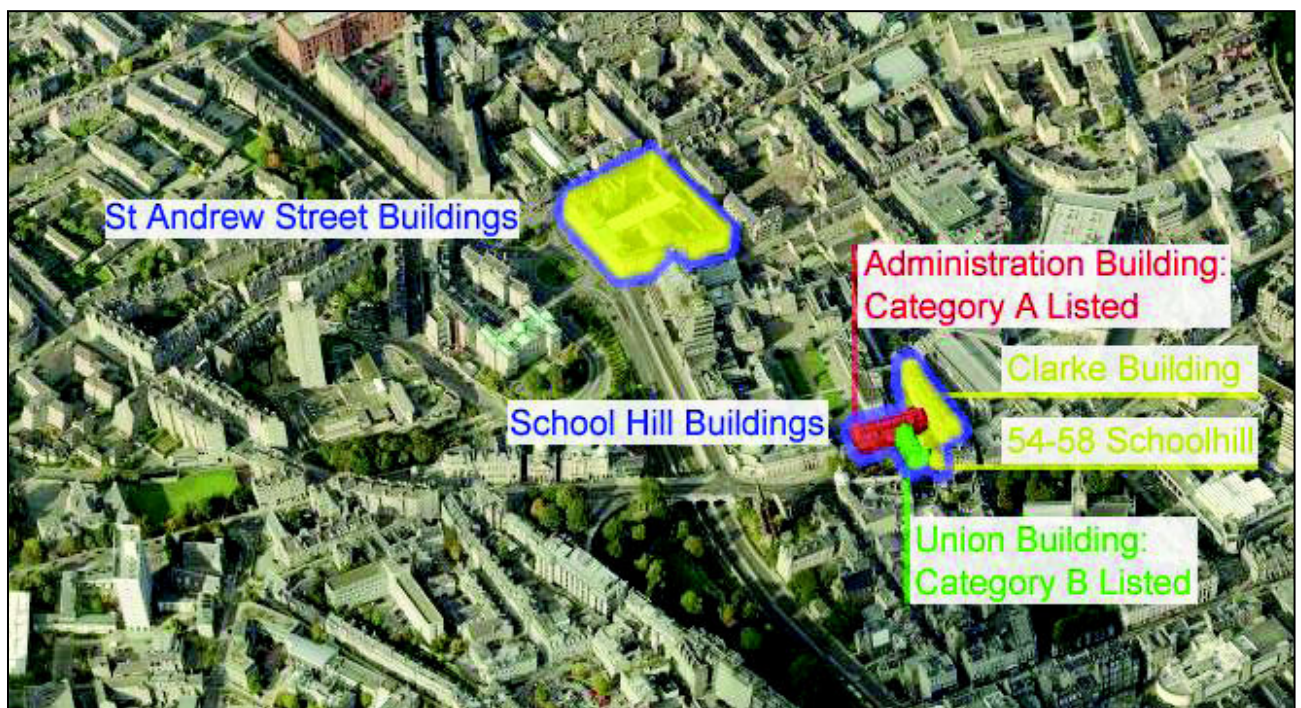 St Andrew Street Buildings
Administration Building:
Category A Listed
Clarke Building
School Hill Buildings
54-58 Schoolhill
Union Building:
Category B Listed